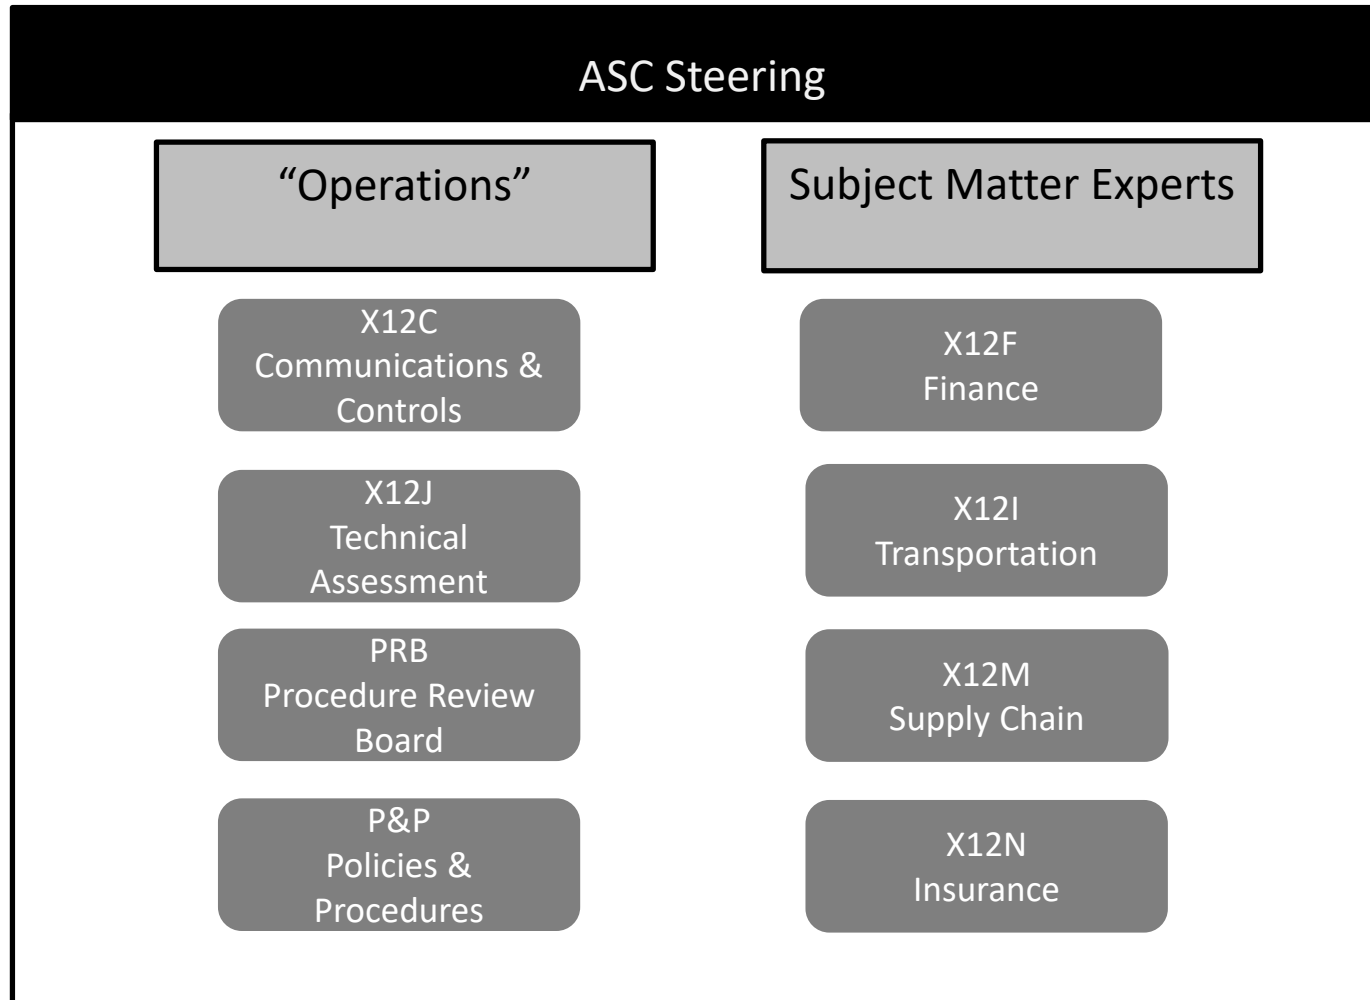 ASC Steering
“Operations”
X12C
Communications &
Controls
X12J
Technical
Assessment
PRB
Procedure Review
Board
P&P
Policies &
Procedures
Subject Matter Experts
X12F
Finance
X12I
Transportation
X12M
Supply Chain
X12N
Insurance